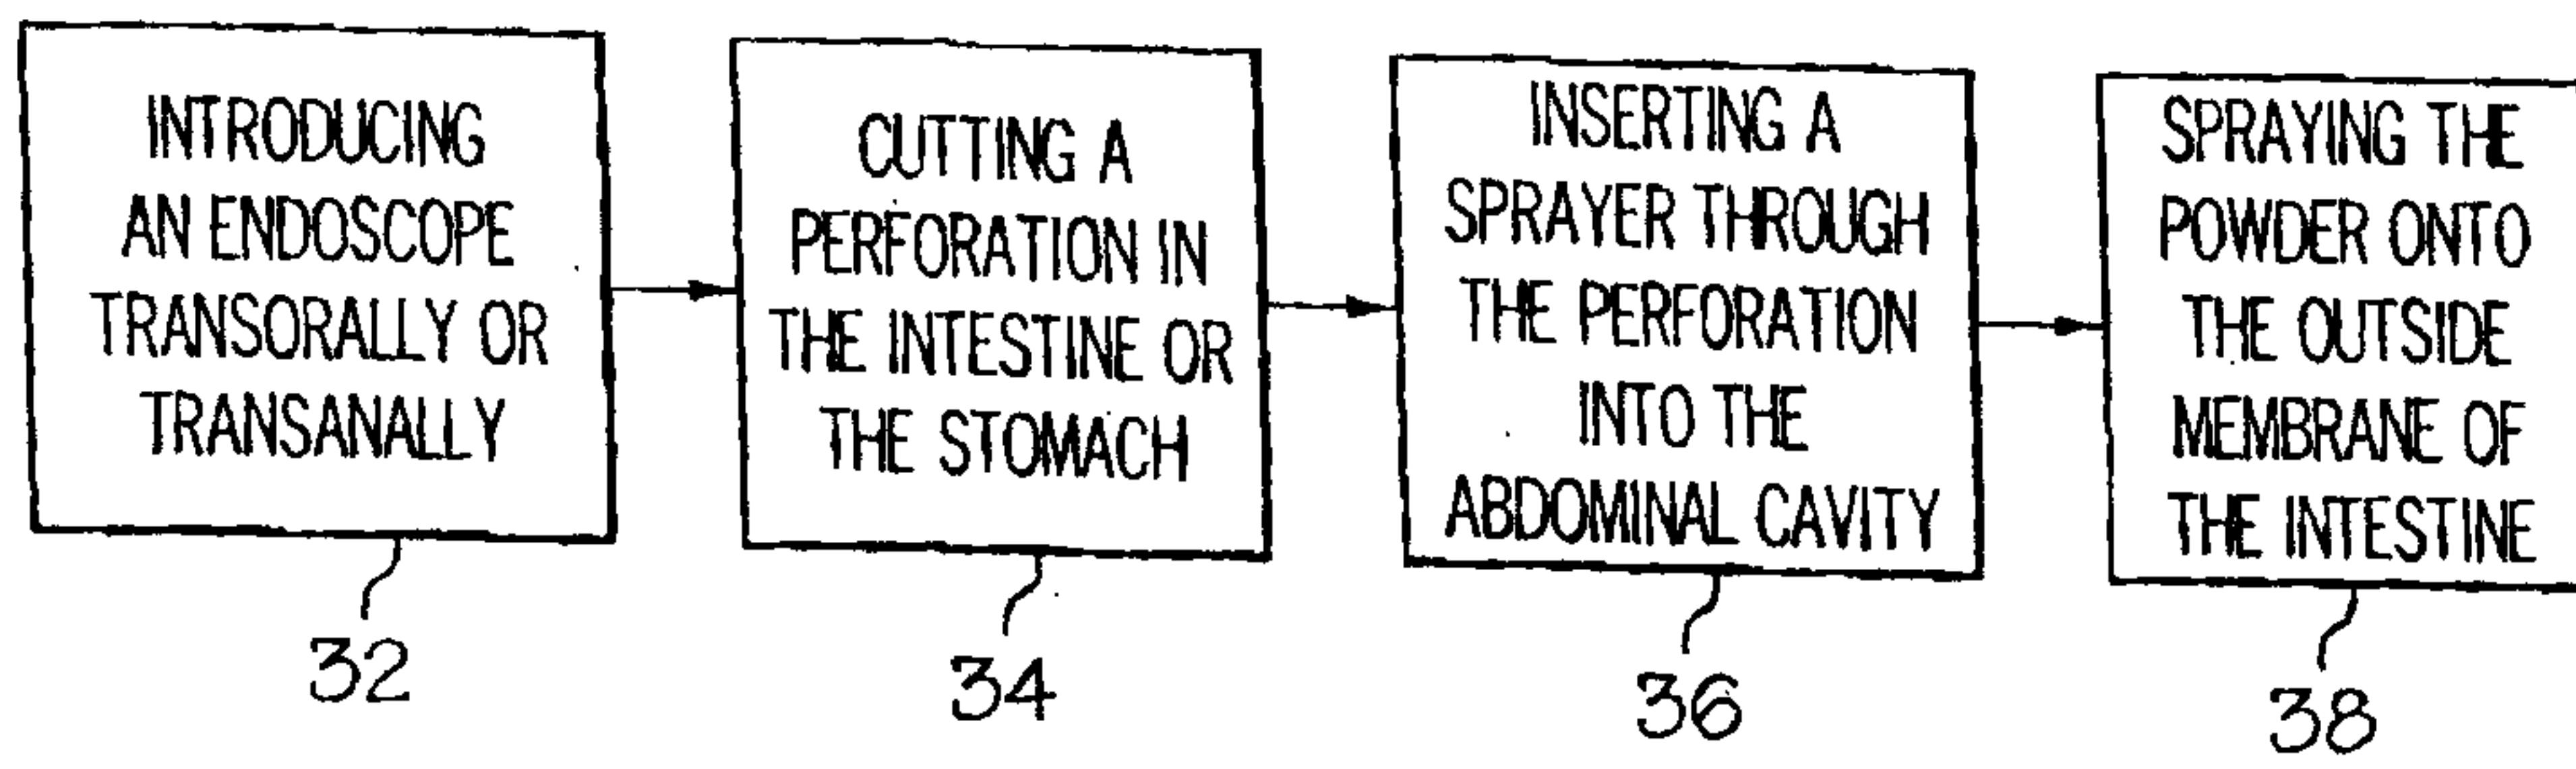 INTRODUCING
AN ENDOSCOPE
TRANSORALLY OR
TRANSANALLY
32
CUTTING A
PERFORATION IN
THE INTESTINE OR
THE STOMACH
34
INSERTING A
SPRAYER THROUGH
THE PERFORATION
INTO THE
ABDOMINAL CAVITY
36
SPRAYING THE
POWDER ONTO
THE OUTSIDE
MEMBRANE OF
THE INTESTINE
38